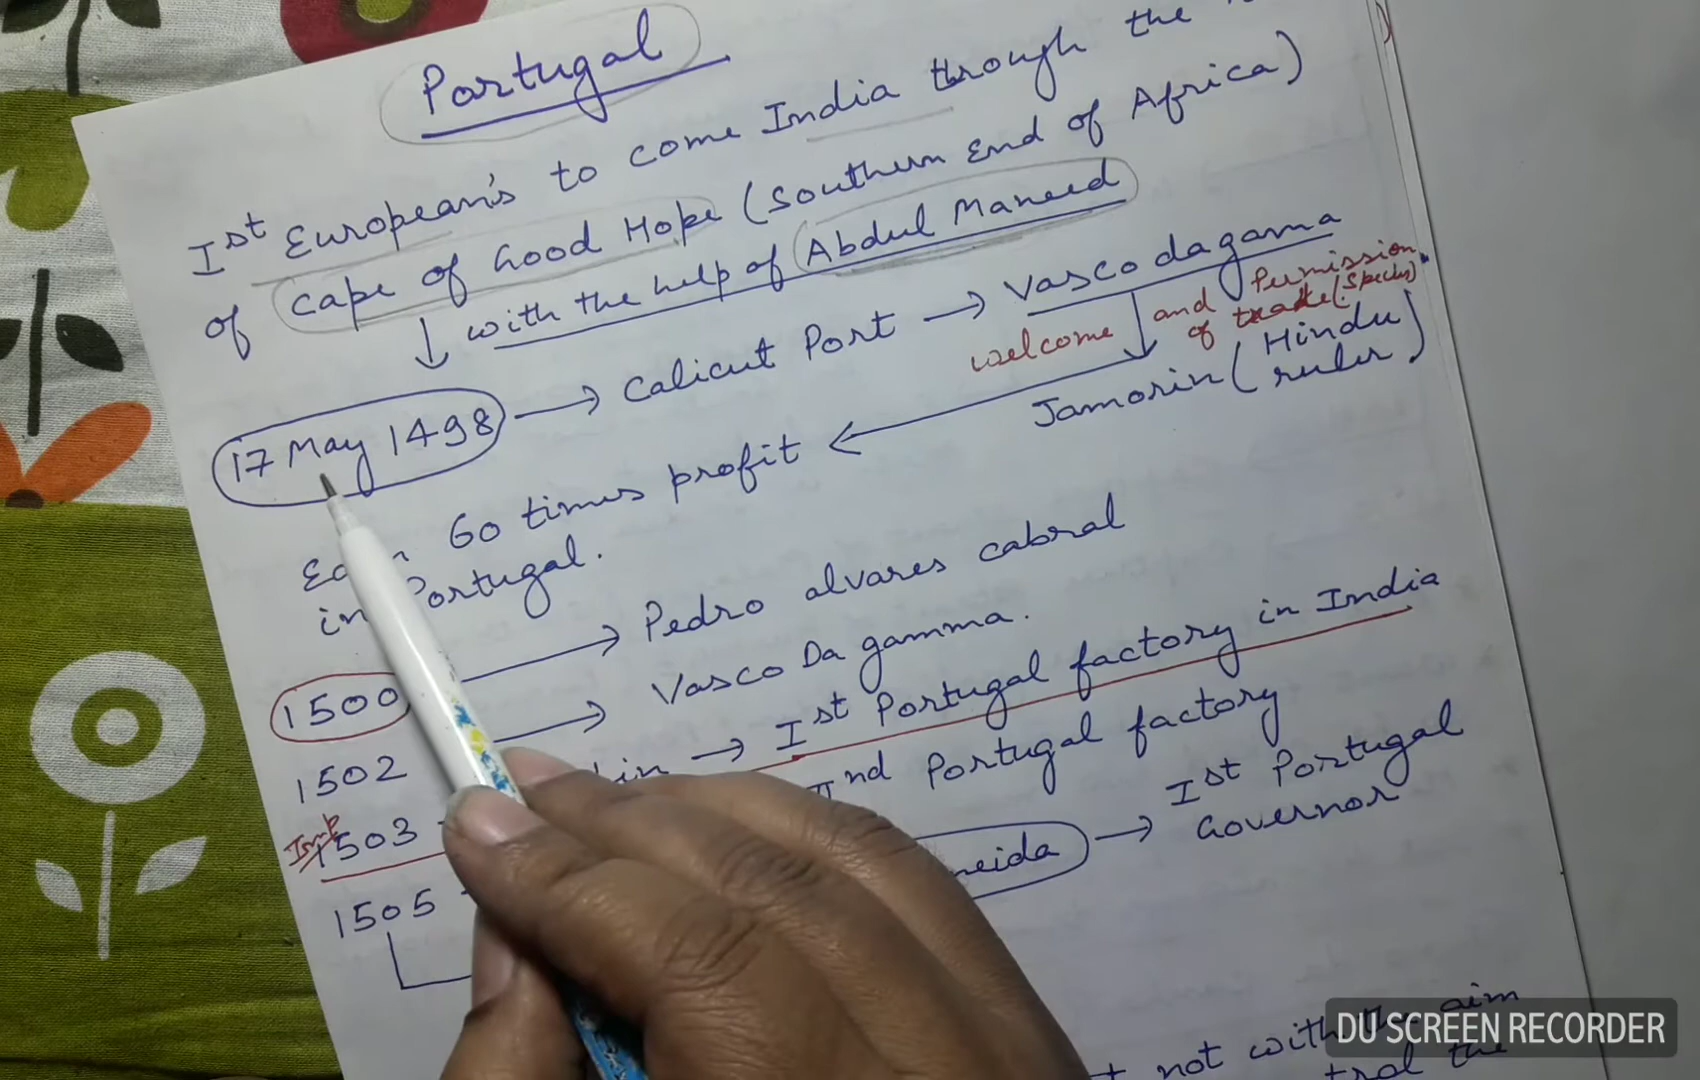 Portugal
Ist European's to come India through the
of cape of Good Hope (Southern End of Africa)
with the help of Abdul Maneed
17 May 1498 → Calicut Port → Vasco da gama
welcome and Permission
of trade (Species)
Jamorin (Hindu
ruler)
60 times profit
in Portugal.
1500 → Pedro alvares cabral
1502 → Vasco Da gamma.
Imp
1503 → Ist Portugal factory in India
1505 IInd Portugal factory
→ Ist Portugal
Governor
not with the aim
the
DU SCREEN RECORDER